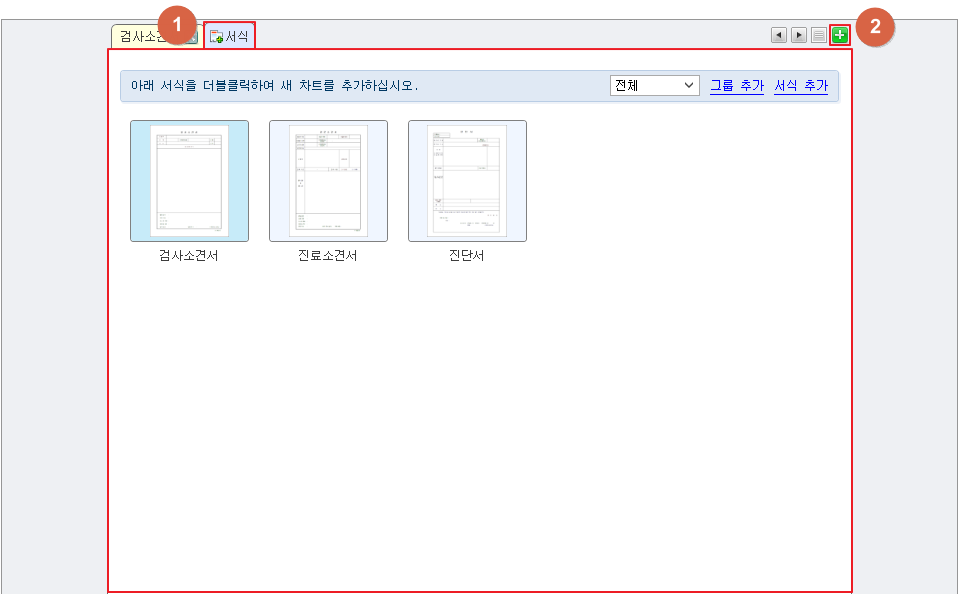 1
2
검사소견
서식
아래 서식을 더블클릭하여 새 차트를 추가하십시오.
전체
그룹 추가
서식 추가
검사소견서
진료소견서
진단서